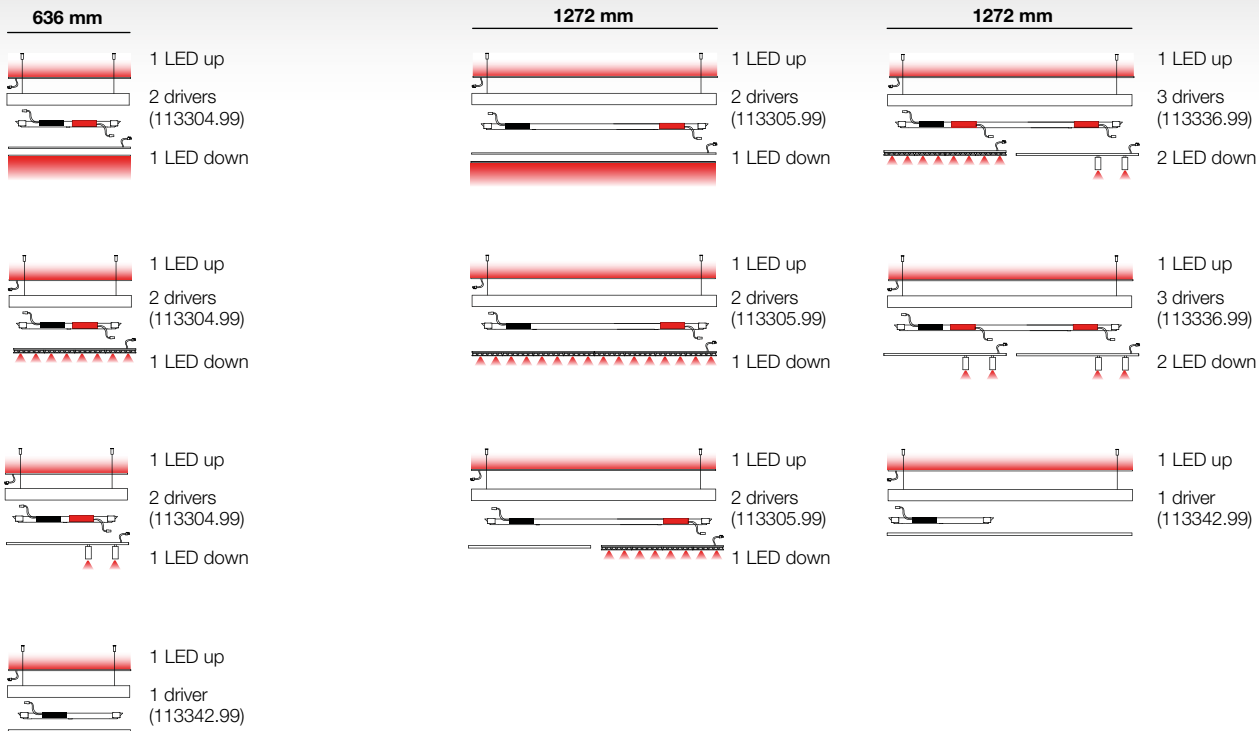 636 mm
1 LED up
2 drivers
(113304.99)
1 LED down
1 LED up
2 drivers
(113304.99)
1 LED down
1 LED up
2 drivers
(113304.99)
1 LED down
1 LED up
1 driver
(113342.99)
1272 mm
1 LED up
2 drivers
(113305.99)
1 LED down
1 LED up
2 drivers
(113305.99)
1 LED down
1 LED up
2 drivers
(113305.99)
1 LED down
1272 mm
1 LED up
3 drivers
(113336.99)
2 LED down
1 LED up
3 drivers
(113336.99)
2 LED down
1 LED up
1 driver
(113342.99)